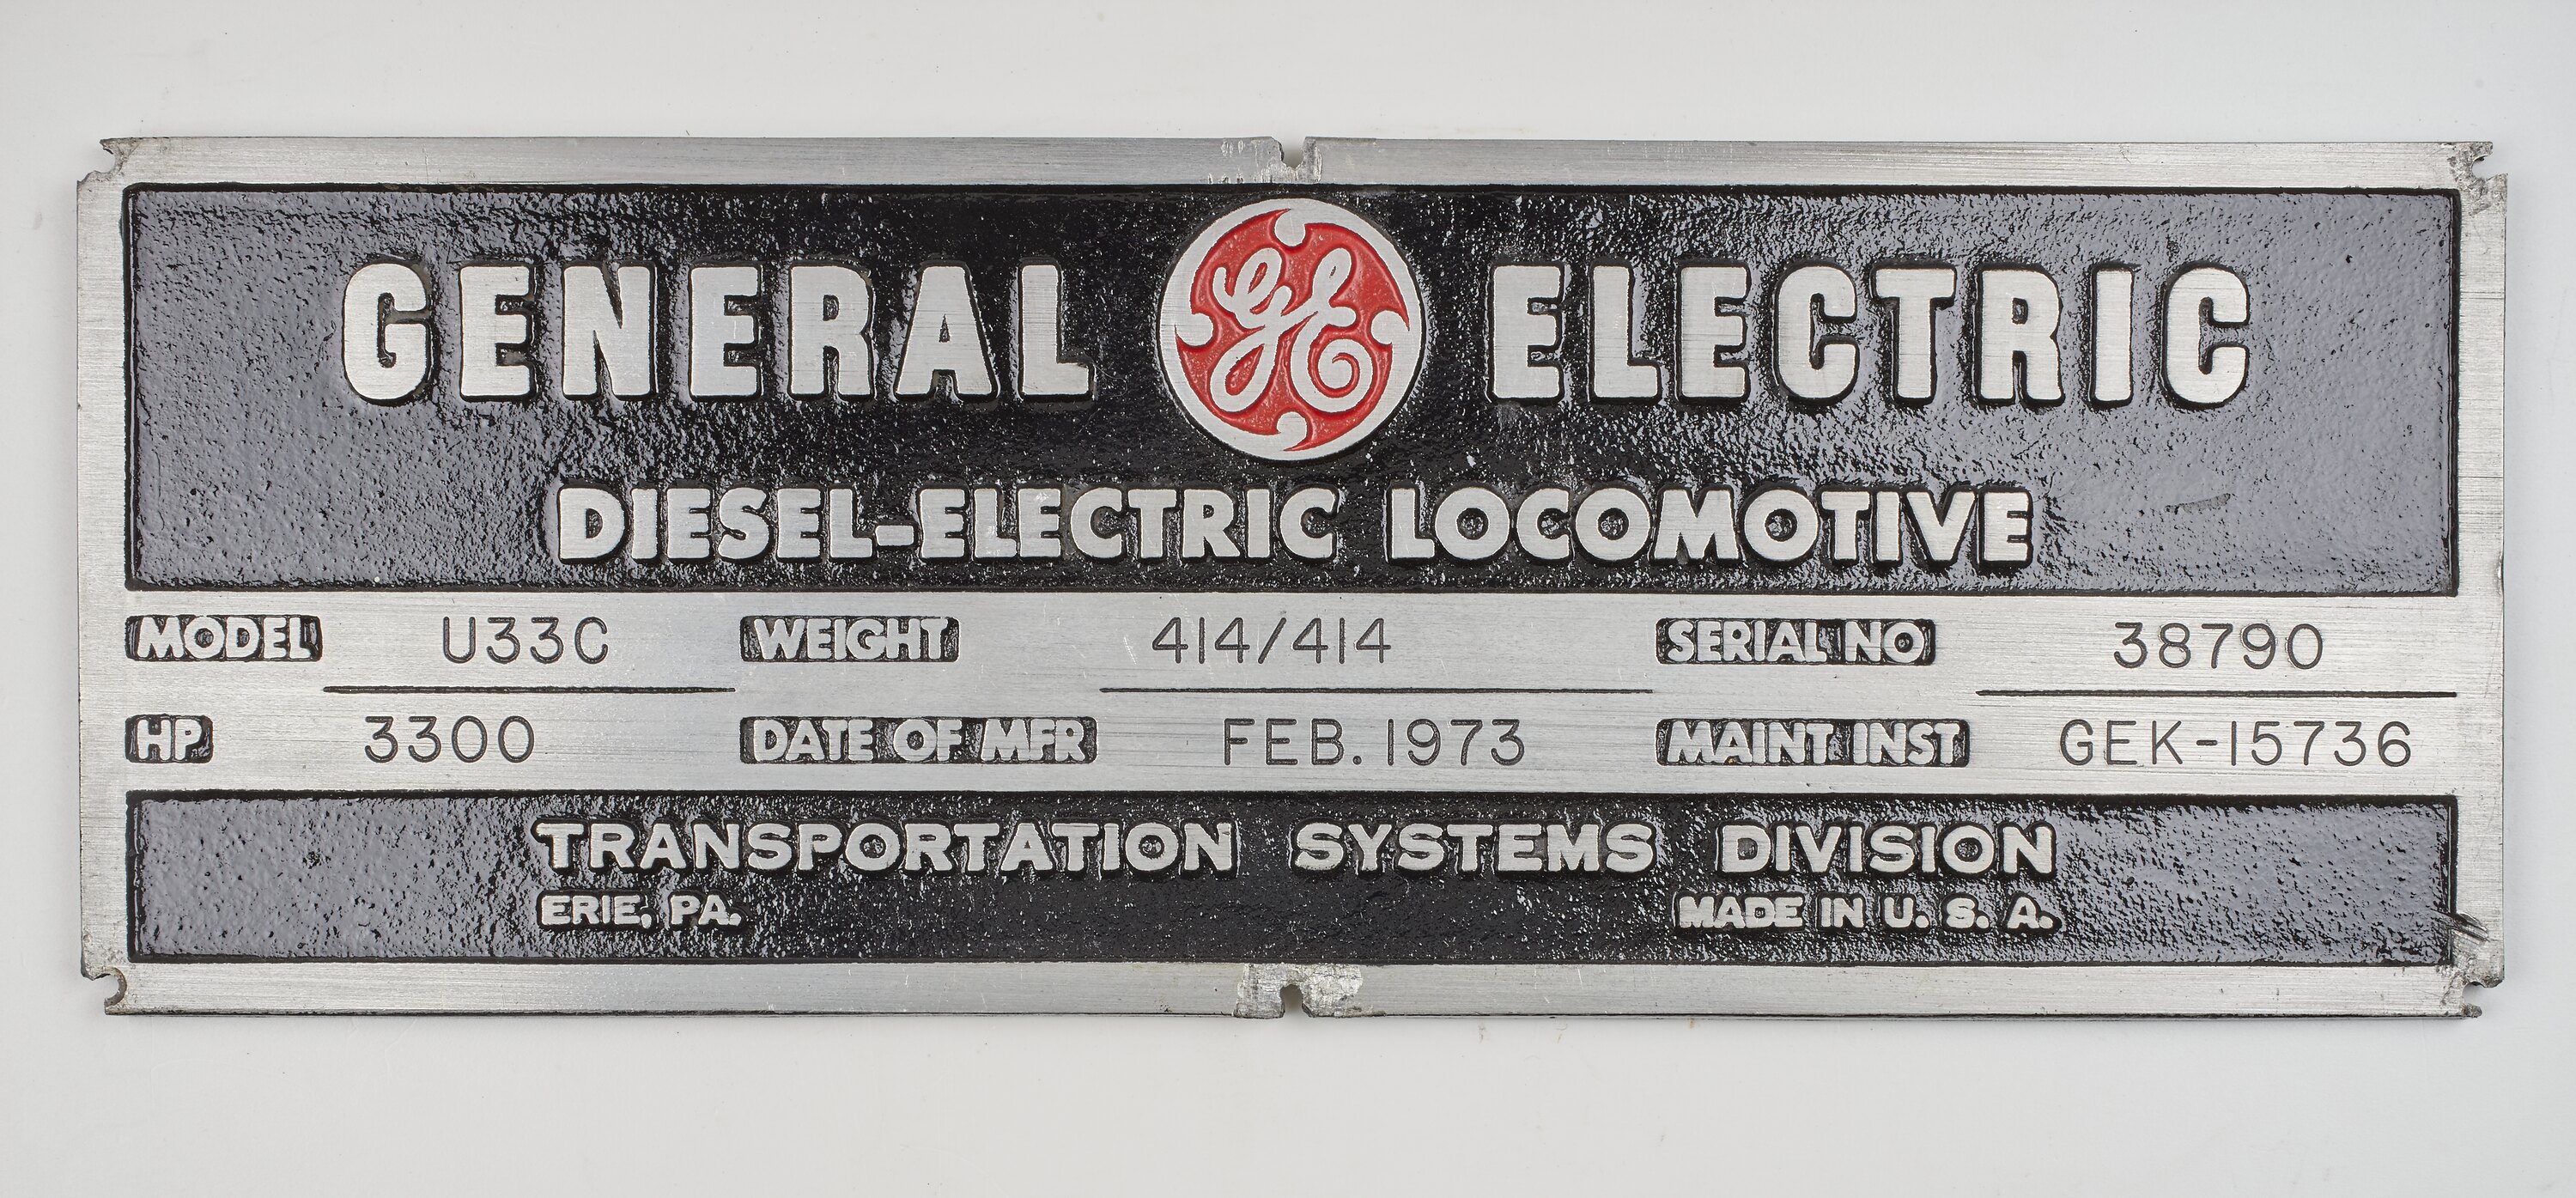 GENERAL GE ELECTRIC
DIESEL-ELECTRIC LOCOMOTIVE
MODEL U33C WEIGHT 414/414 SERIAL NO 38790
HP 3300 DATE OF MFR FEB. 1973 MAINT. INST GEK-15736
TRANSPORTATION SYSTEMS DIVISION
ERIE, PA. MADE IN U. S. A.